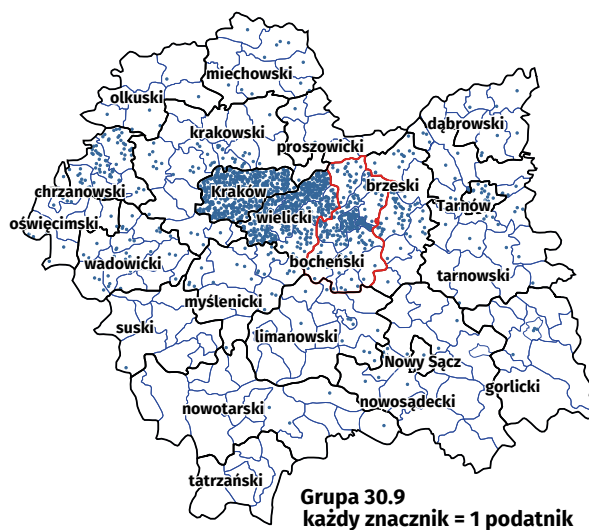 miechowski
olkuski
dąbrowski
krakowski
proszowicki
chrzanowski
Kraków
brzeski
Tarnów
oświęcimski
wielicki
wadowicki
bocheński
tarnowski
myślenicki
suski
limanowski
Nowy Sącz
gorlicki
nowotarski
nowosądecki
tatrzański
Grupa 30.9
każdy znacznik = 1 podatnik